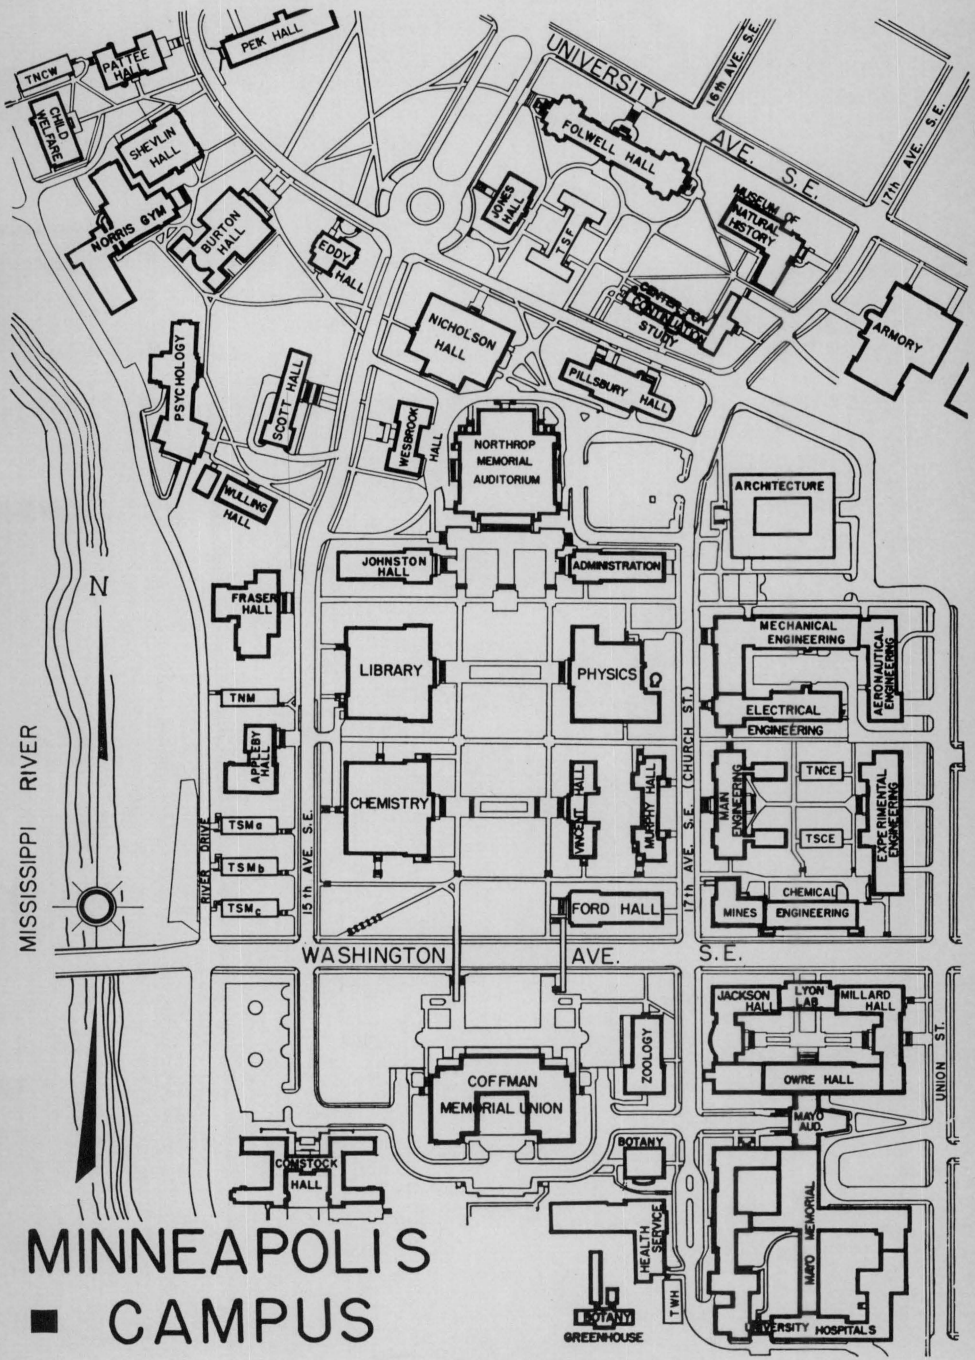 PEIK HALL
TNCW
PATTEE
HALL
UNIVERSITY AVE. S.E.
16th AVE. S.E.
17th AVE. S.E.
CHILD
WELFARE
SHEVLIN
HALL
FOLWELL HALL
NORRIS GYM
BURTON
HALL
JONES
HALL
TSF
MUSEUM OF
NATURAL
HISTORY
EDDY
HALL
CENTER FOR
CONTINUATION
STUDY
NICHOLSON
HALL
ARMORY
PSYCHOLOGY
SCOTT HALL
PILLSBURY HALL
WESBROOK
HALL
NORTHROP
MEMORIAL
AUDITORIUM
WULLING
HALL
ARCHITECTURE
N
JOHNSTON
HALL
ADMINISTRATION
FRASER
HALL
MECHANICAL
ENGINEERING
AERONAUTICAL
ENGINEERING
LIBRARY
PHYSICS
TNM
ELECTRICAL
ENGINEERING
APPLEBY
HALL
MISSISSIPPI RIVER
CHEMISTRY
VINCENT HALL
MURPHY HALL
17th AVE. S.E. (CHURCH ST.)
MAIN
ENGINEERING
TNCE
TSCE
EXPERIMENTAL
ENGINEERING
RIVER DRIVE
TSMa
TSMb
TSMc
15th AVE. S.E.
FORD HALL
MINES
CHEMICAL
ENGINEERING
WASHINGTON AVE. S.E.
JACKSON
HALL
LYON
LAB
MILLARD
HALL
ZOOLOGY
UNION ST.
COFFMAN
MEMORIAL UNION
OWRE HALL
MAYO
AUD.
COMSTOCK
HALL
BOTANY
HEALTH
SERVICE
MAYO MEMORIAL
TWH
BOTANY
GREENHOUSE
UNIVERSITY HOSPITALS
MINNEAPOLIS
CAMPUS